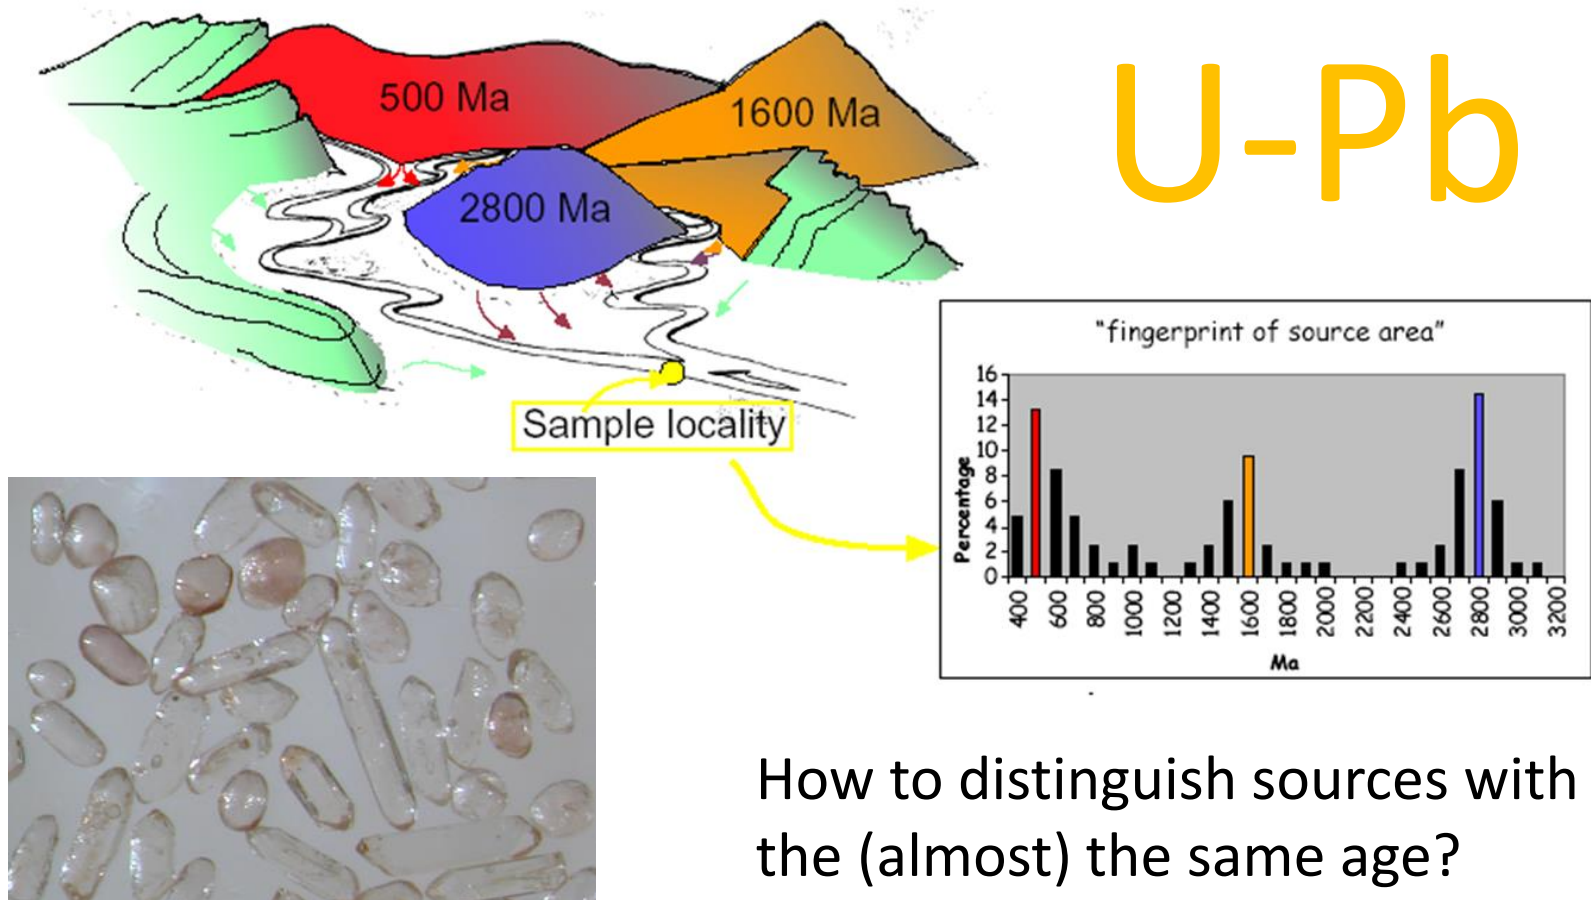 500 Ma
1600 Ma
2800 Ma
U-Pb
Sample locality
“fingerprint of source area”
Percentage
16
14
12
10
8
6
4
2
0
400
600
800
1000
1200
1400
1600
1800
2000
2200
2400
2600
2800
3000
3200
Ma
How to distinguish sources with
the (almost) the same age?